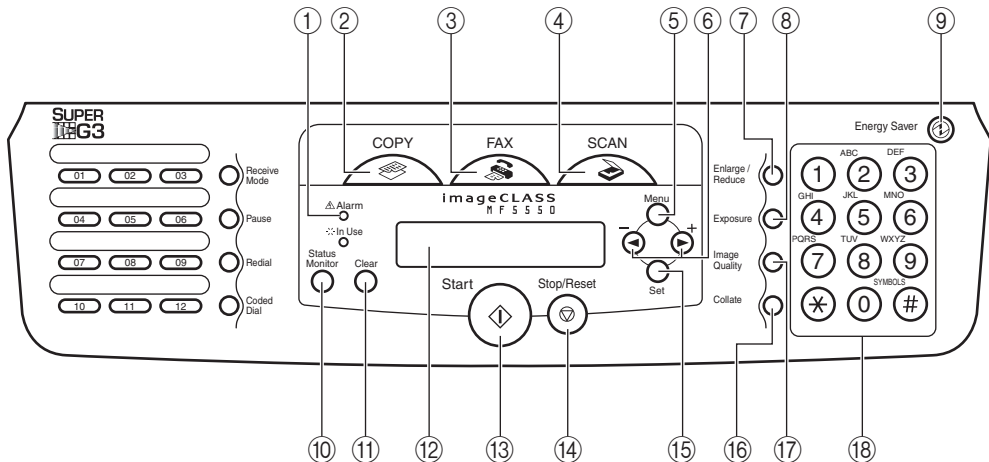 ① ② ③ ④ ⑤ ⑥ ⑦ ⑧ ⑨
SUPER
G3
01 02 03
04 05 06
07 08 09
10 11 12
Receive
Mode
Pause
Redial
Coded
Dial
COPY FAX SCAN
imageCLASS
MF5550
Alarm
In Use
Status
Monitor
Clear
Menu
− +
Set
Start
Stop/Reset
Enlarge /
Reduce
Exposure
Image
Quality
Collate
Energy Saver
ABC DEF
1 2 3
GHI JKL MNO
4 5 6
PQRS TUV WXYZ
7 8 9
SYMBOLS
* 0 #
⑩ ⑪ ⑫ ⑬ ⑭ ⑮ ⑯ ⑰ ⑱